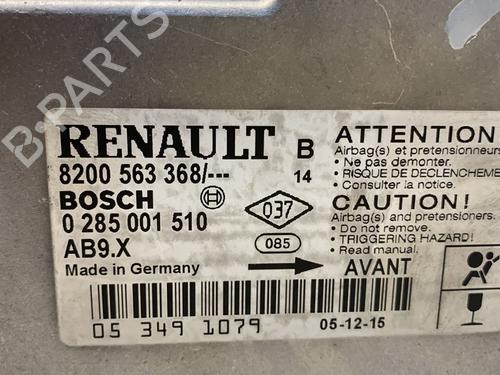 RENAULT B
8200 563 368/--- 14
BOSCH
0 285 001 510
037
AB9.X
085
Made in Germany
AVANT
05 349 1079
05-12-15
ATTENTION
Airbag(s) et pretensionneurs
• Ne pas demonter.
• RISQUE DE DECLENCHEME
• Consulter la notice.
CAUTION!
Airbag(s) and pretensioners.
• Do not remove.
• TRIGGERING HAZARD!
• Read manual.
B-PARTS